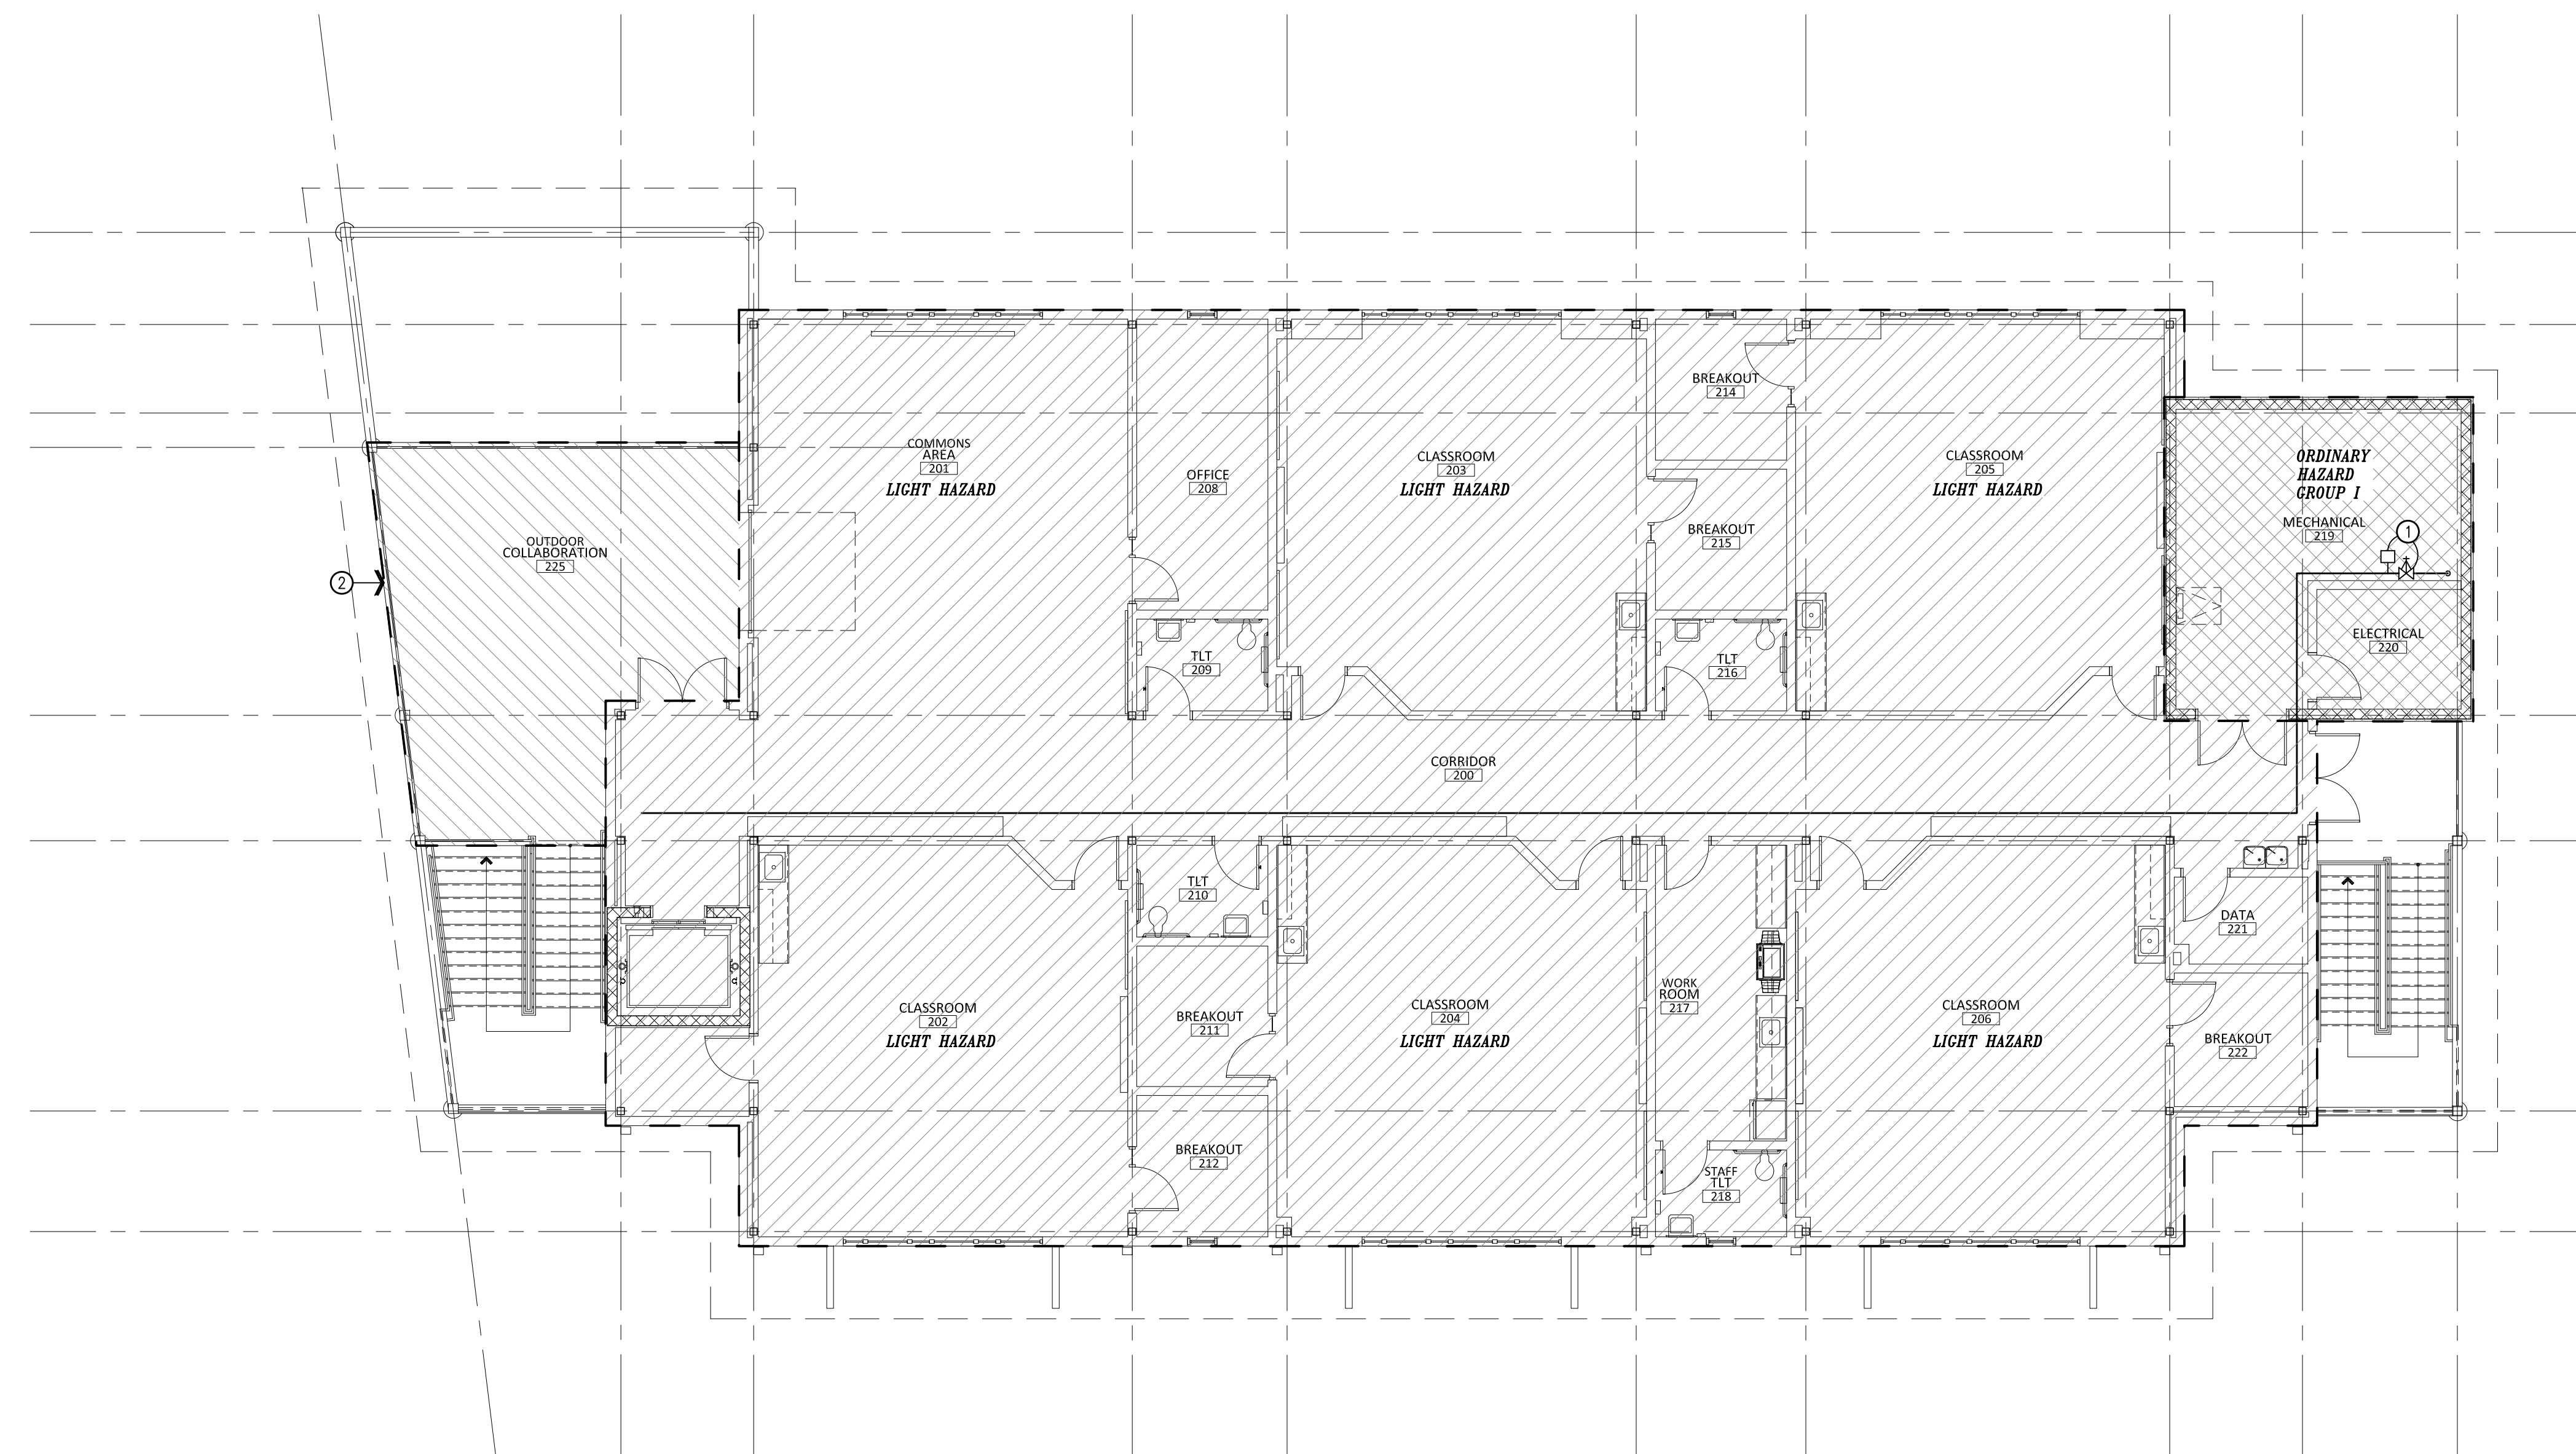 BREAKOUT
214
COMMONS
AREA
201
LIGHT HAZARD
OFFICE
208
CLASSROOM
203
LIGHT HAZARD
CLASSROOM
205
LIGHT HAZARD
ORDINARY
HAZARD
GROUP I
MECHANICAL
219
1
BREAKOUT
215
OUTDOOR
COLLABORATION
225
2
ELECTRICAL
220
TLT
209
TLT
216
CORRIDOR
200
TLT
210
DATA
221
WORK
ROOM
217
CLASSROOM
202
LIGHT HAZARD
BREAKOUT
211
CLASSROOM
204
LIGHT HAZARD
CLASSROOM
206
LIGHT HAZARD
BREAKOUT
222
BREAKOUT
212
STAFF
TLT
218